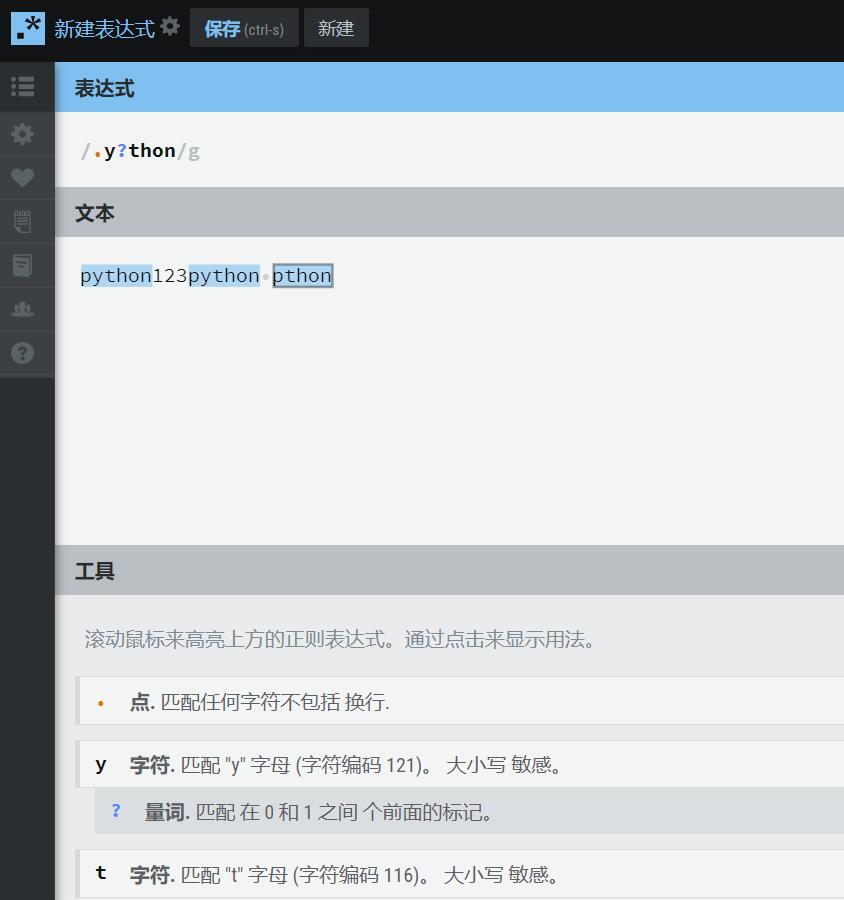 .* 新建表达式 保存 (ctrl-s) 新建
表达式
/.y?thon/g
文本
python123python·pthon
工具
滚动鼠标来高亮上方的正则表达式。通过点击来显示用法。
. 点. 匹配任何字符不包括 换行.
y 字符. 匹配 "y" 字母 (字符编码 121)。 大小写 敏感。
? 量词. 匹配 在 0 和 1 之间 个前面的标记。
t 字符. 匹配 "t" 字母 (字符编码 116)。 大小写 敏感。